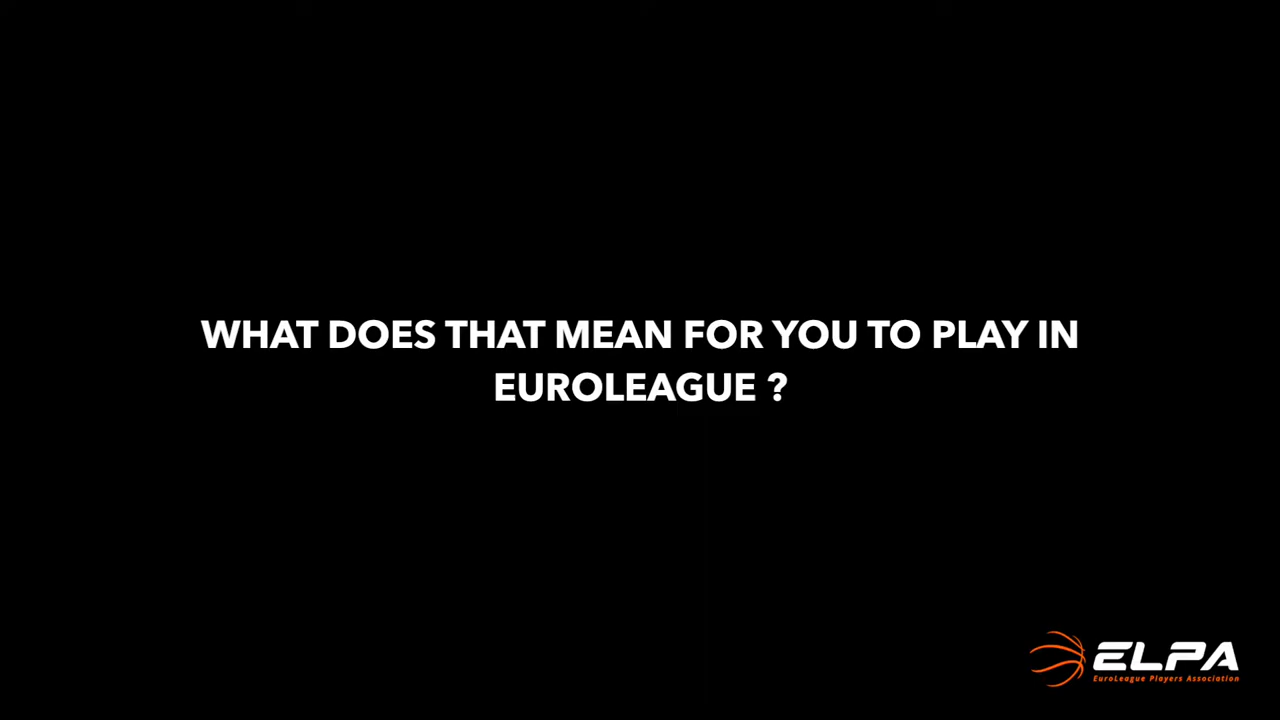 WHAT DOES THAT MEAN FOR YOU TO PLAY IN
EUROLEAGUE ?
ELPA
EuroLeague Players Association